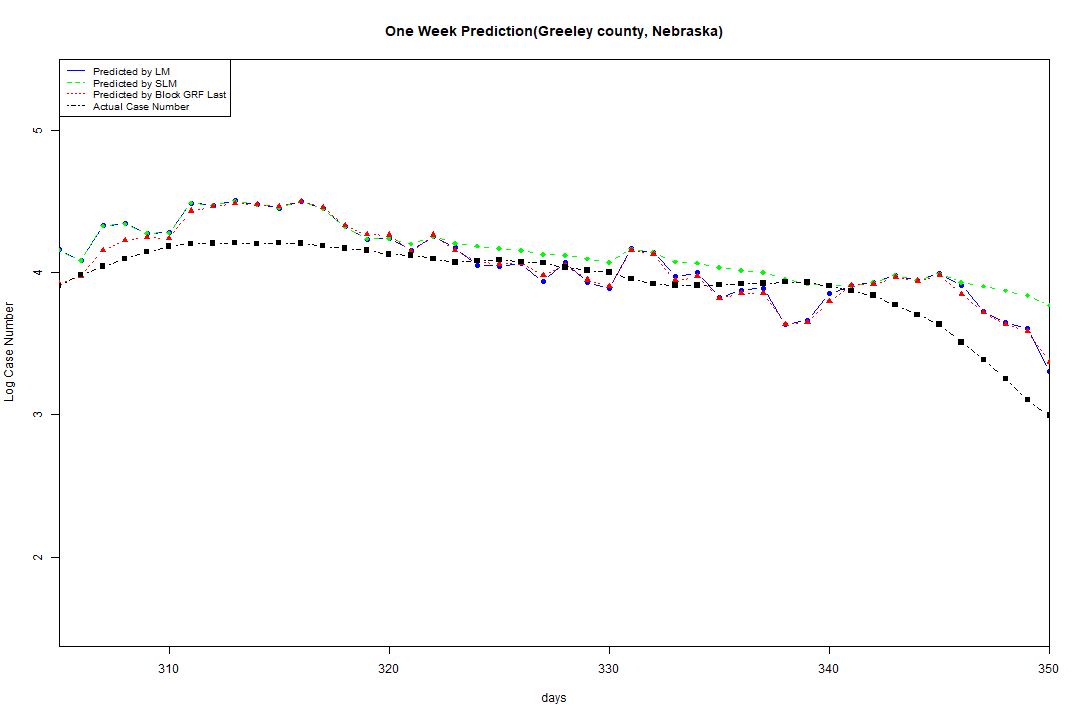 One Week Prediction(Greeley county, Nebraska)
Predicted by LM
Predicted by SLM
Predicted by Block GRF Last
Actual Case Number
5
4
3
2
Log Case Number
310 320 330 340 350
days